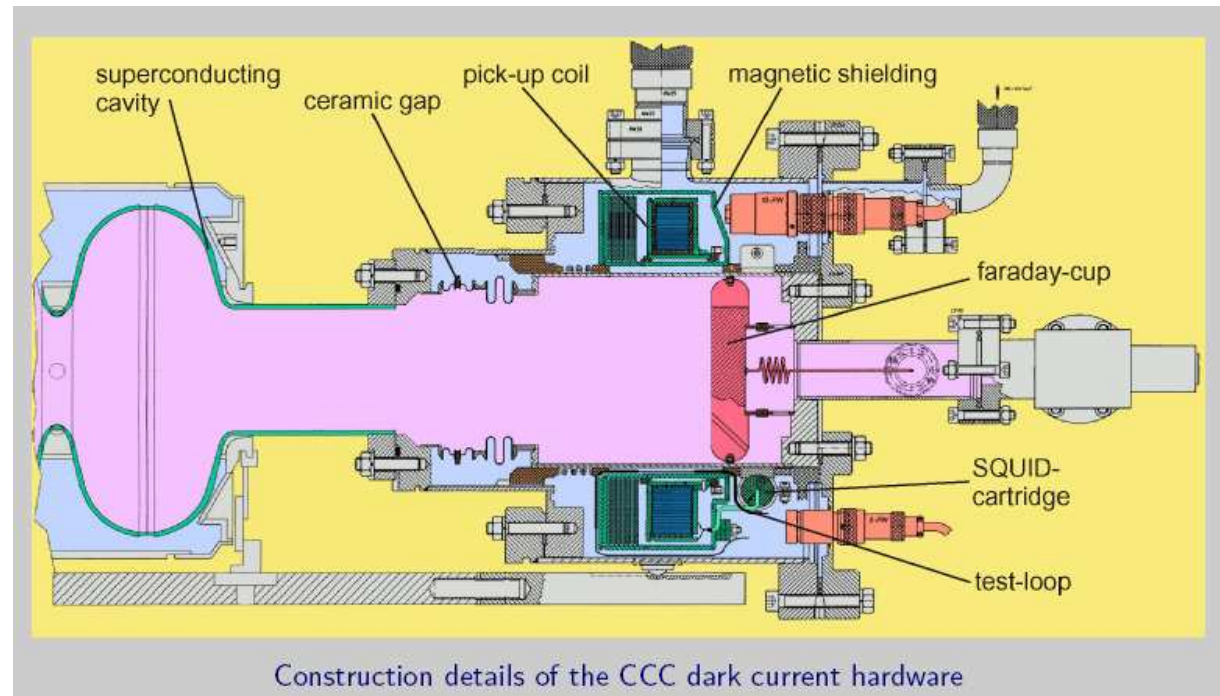 superconducting
cavity
ceramic gap
pick-up coil
magnetic shielding
faraday-cup
SQUID-
cartridge
test-loop
Construction details of the CCC dark current hardware